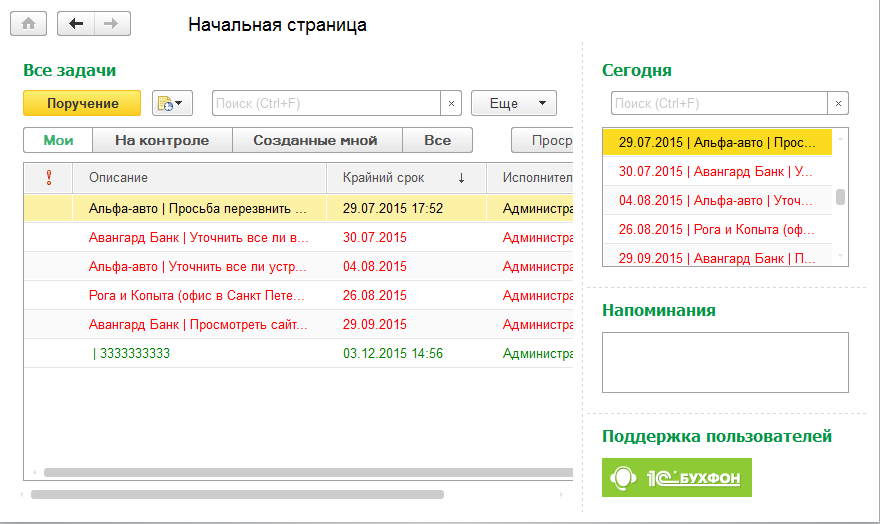 Начальная страница
Все задачи
Поручение
Поиск (Ctrl+F)
×
Еще
Мои
На контроле
Созданные мной
Все
Проср
Описание
Крайний срок ↓
Исполнител
Альфа-авто | Просьба перезвнить ...
29.07.2015 17:52
Администра
Авангард Банк | Уточнить все ли в...
30.07.2015
Администра
Альфа-авто | Уточнить все ли устр...
04.08.2015
Администра
Рога и Копыта (офис в Санкт Пете...
26.08.2015
Администра
Авангард Банк | Просмотреть сайт...
29.09.2015
Администра
| 3333333333
03.12.2015 14:56
Администра
Сегодня
Поиск (Ctrl+F)
×
29.07.2015 | Альфа-авто | Прос...
30.07.2015 | Авангард Банк | У...
04.08.2015 | Альфа-авто | Уточ...
26.08.2015 | Рога и Копыта (оф...
29.09.2015 | Авангард Банк | П...
Напоминания
Поддержка пользователей
1С БУХФОН